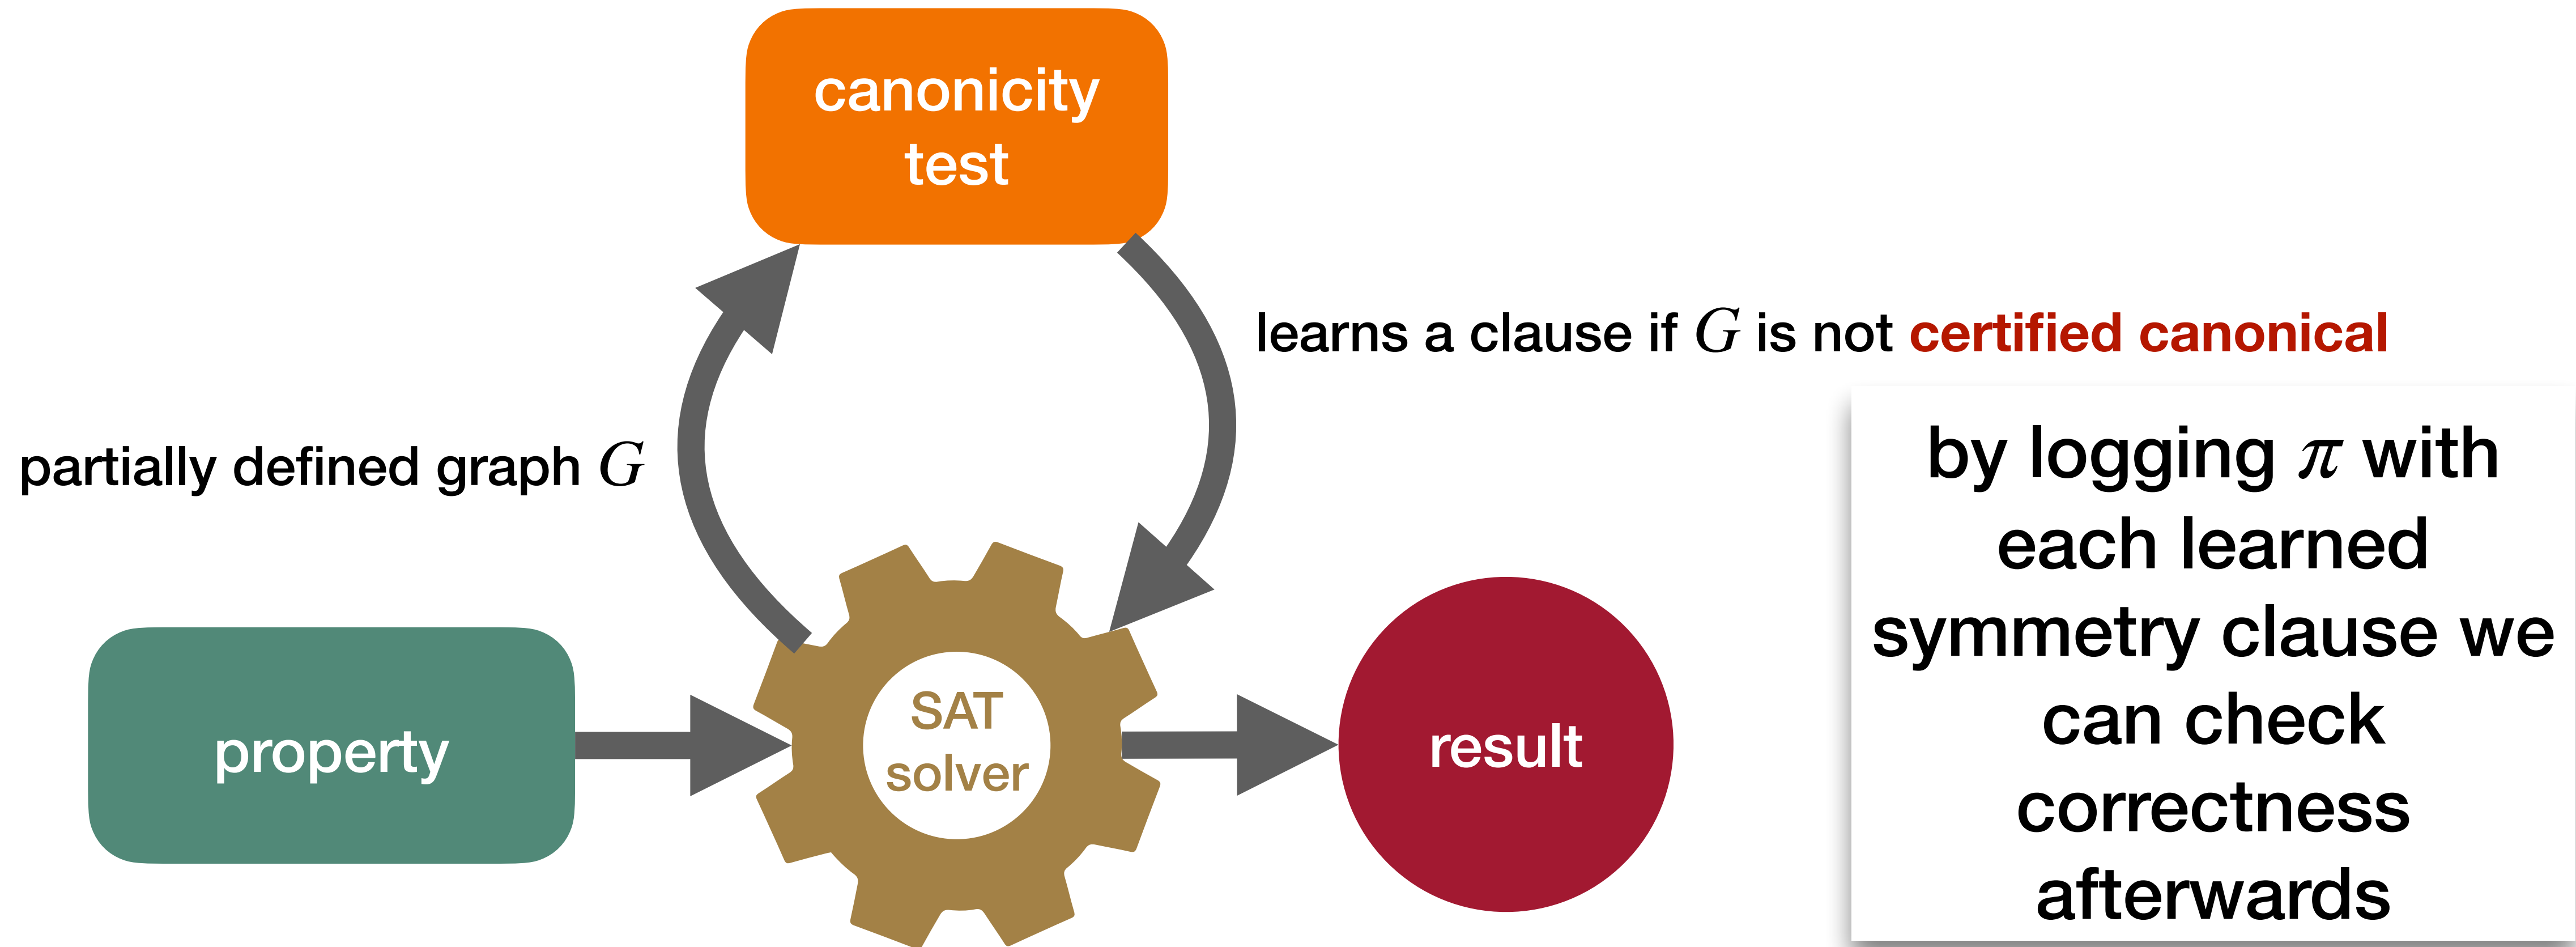 canonicity
test
learns a clause if G is not certified canonical
partially defined graph G
by logging π with
each learned
symmetry clause we
can check
correctness
afterwards
property
SAT
solver
result